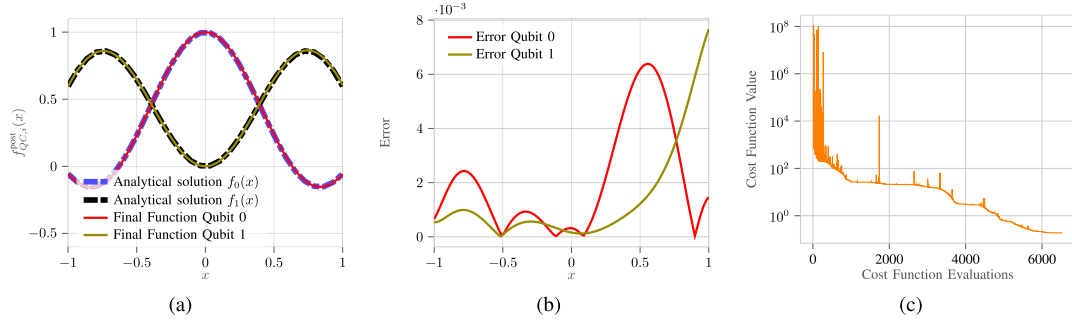 1
0.5
0
−0.5
−1
−0.5
0
0.5
1
x
f_{QC,i}^{post}(x)
Analytical solution f_0(x)
Analytical solution f_1(x)
Final Function Qubit 0
Final Function Qubit 1
(a)
8
·10^{−3}
6
4
2
0
−1
−0.5
0
0.5
1
x
Error
Error Qubit 0
Error Qubit 1
(b)
10^8
10^6
10^4
10^2
10^0
0
2000
4000
6000
Cost Function Evaluations
Cost Function Value
(c)